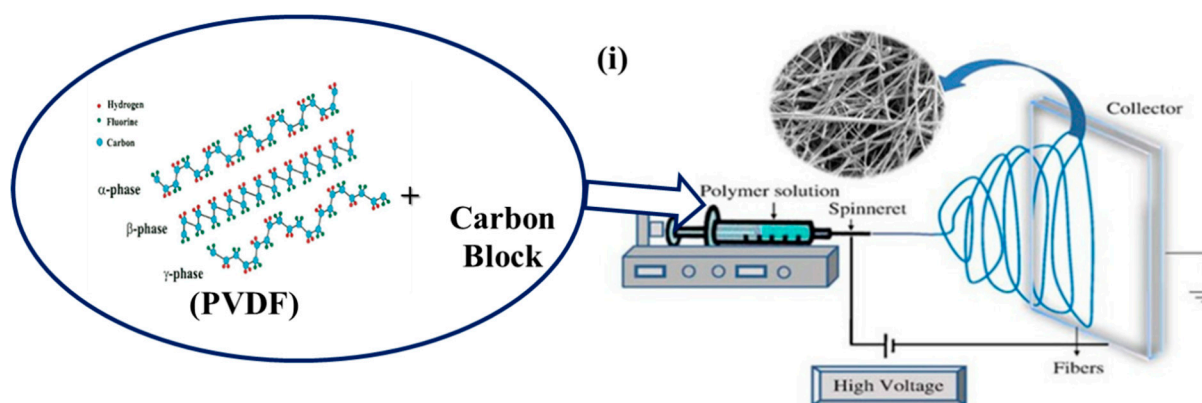 Hydrogen
Fluorine
Carbon
α-phase
β-phase
γ-phase
(PVDF)
+
Carbon
Block
(i)
Collector
Polymer solution
Spinneret
Fibers
High Voltage